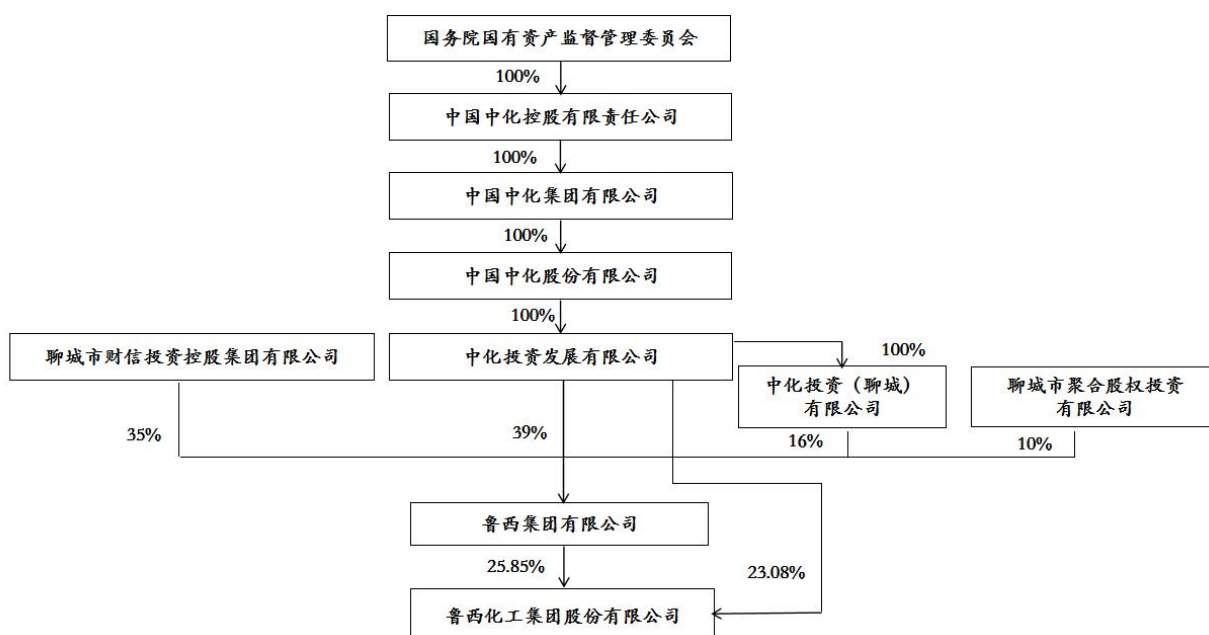 国务院国有资产监督管理委员会
100%
中国中化控股有限责任公司
100%
中国中化集团有限公司
100%
中国中化股份有限公司
100%
聊城市财信投资控股集团有限公司
中化投资发展有限公司
100%
中化投资（聊城）
有限公司
聊城市聚合股权投资
有限公司
35%
39%
16%
10%
鲁西集团有限公司
25.85%
23.08%
鲁西化工集团股份有限公司